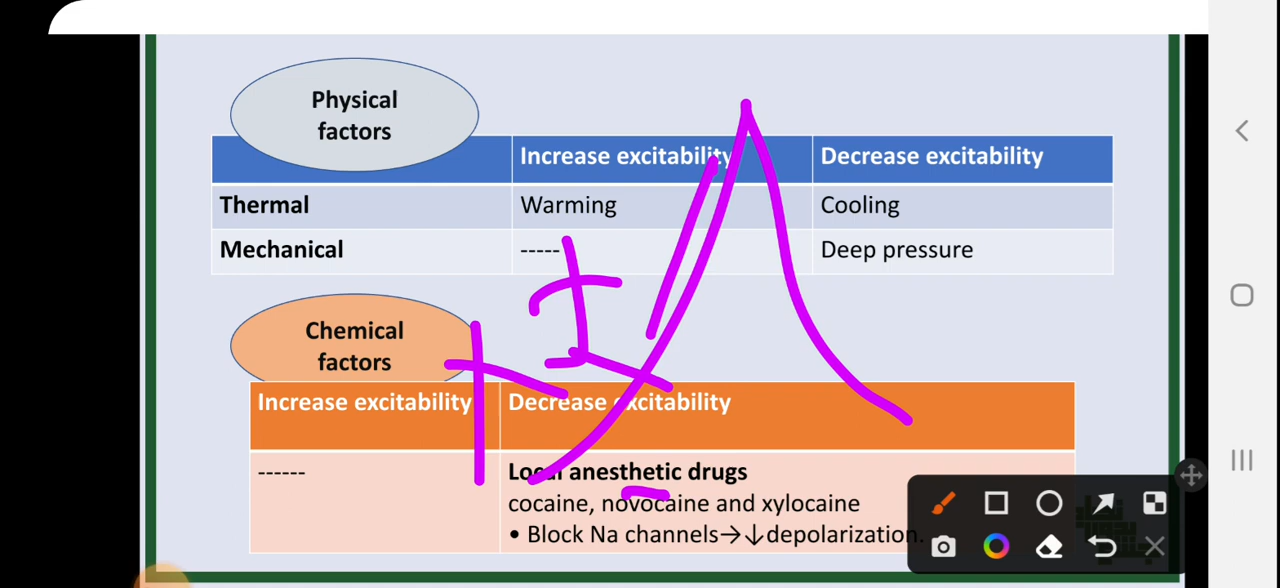 Physical
factors
Increase excitability
Decrease excitability
Thermal
Warming
Cooling
Mechanical
-----
Deep pressure
Chemical
factors
Increase excitability
Decrease excitability
------
Local anesthetic drugs
cocaine, novocaine and xylocaine
• Block Na channels→↓depolarization.